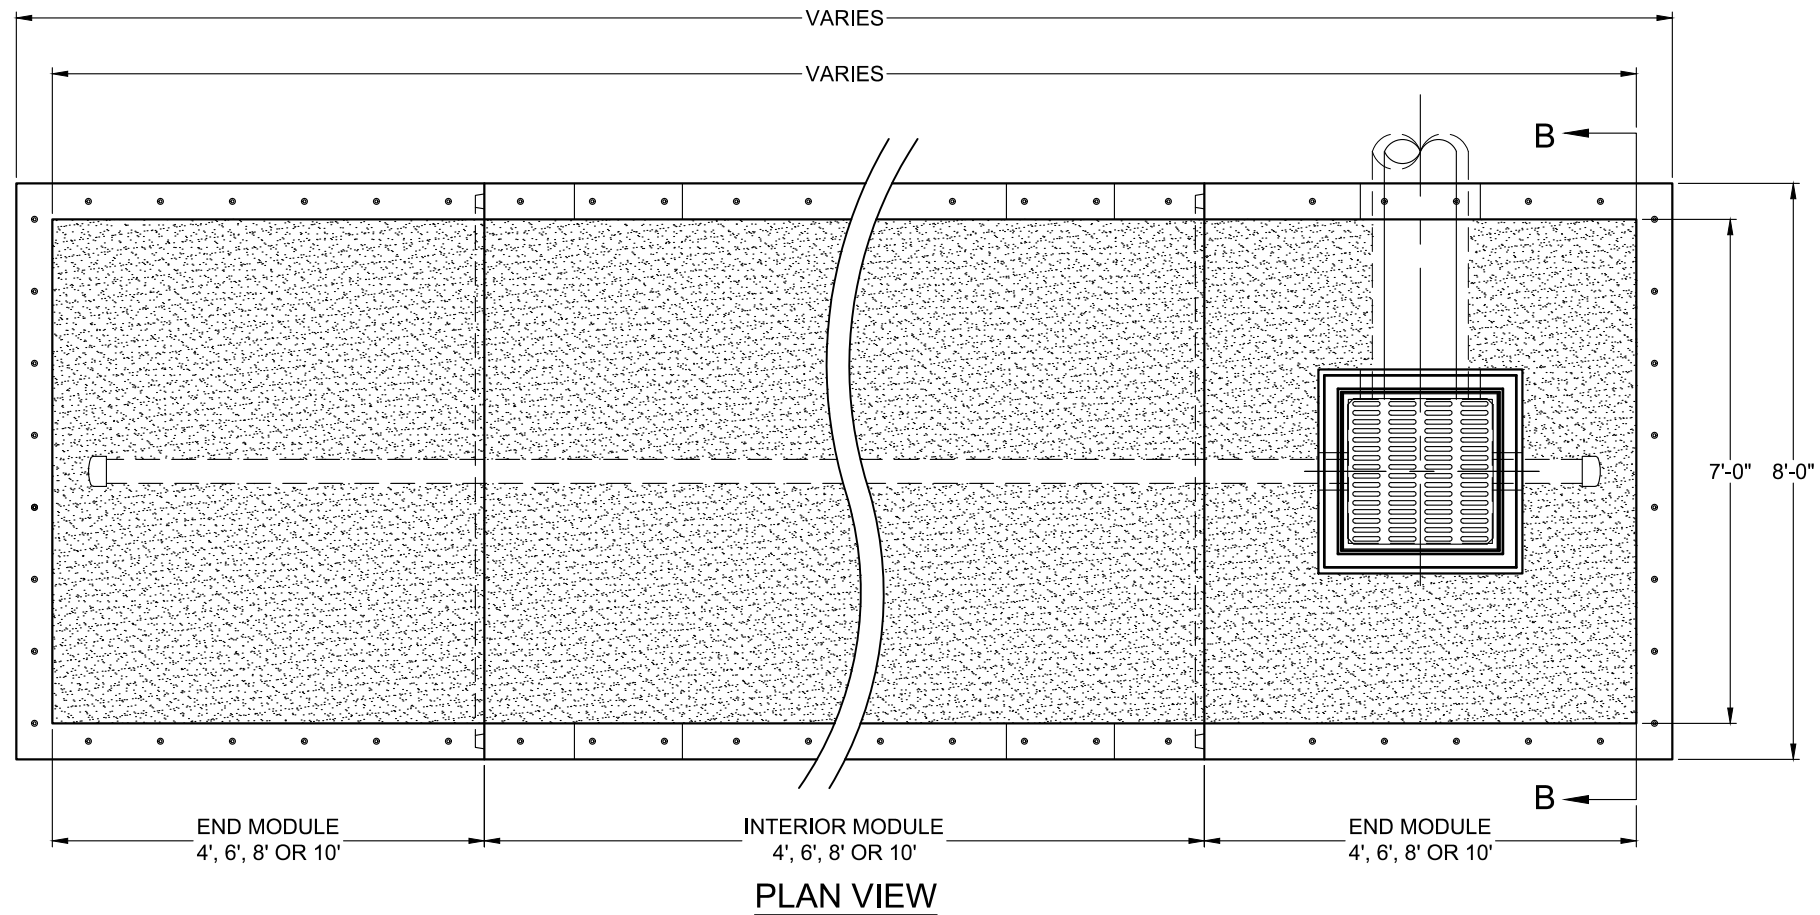 VARIES
VARIES
B
7'-0"
8'-0"
B
END MODULE
4', 6', 8' OR 10'
INTERIOR MODULE
4', 6', 8' OR 10'
END MODULE
4', 6', 8' OR 10'
PLAN VIEW